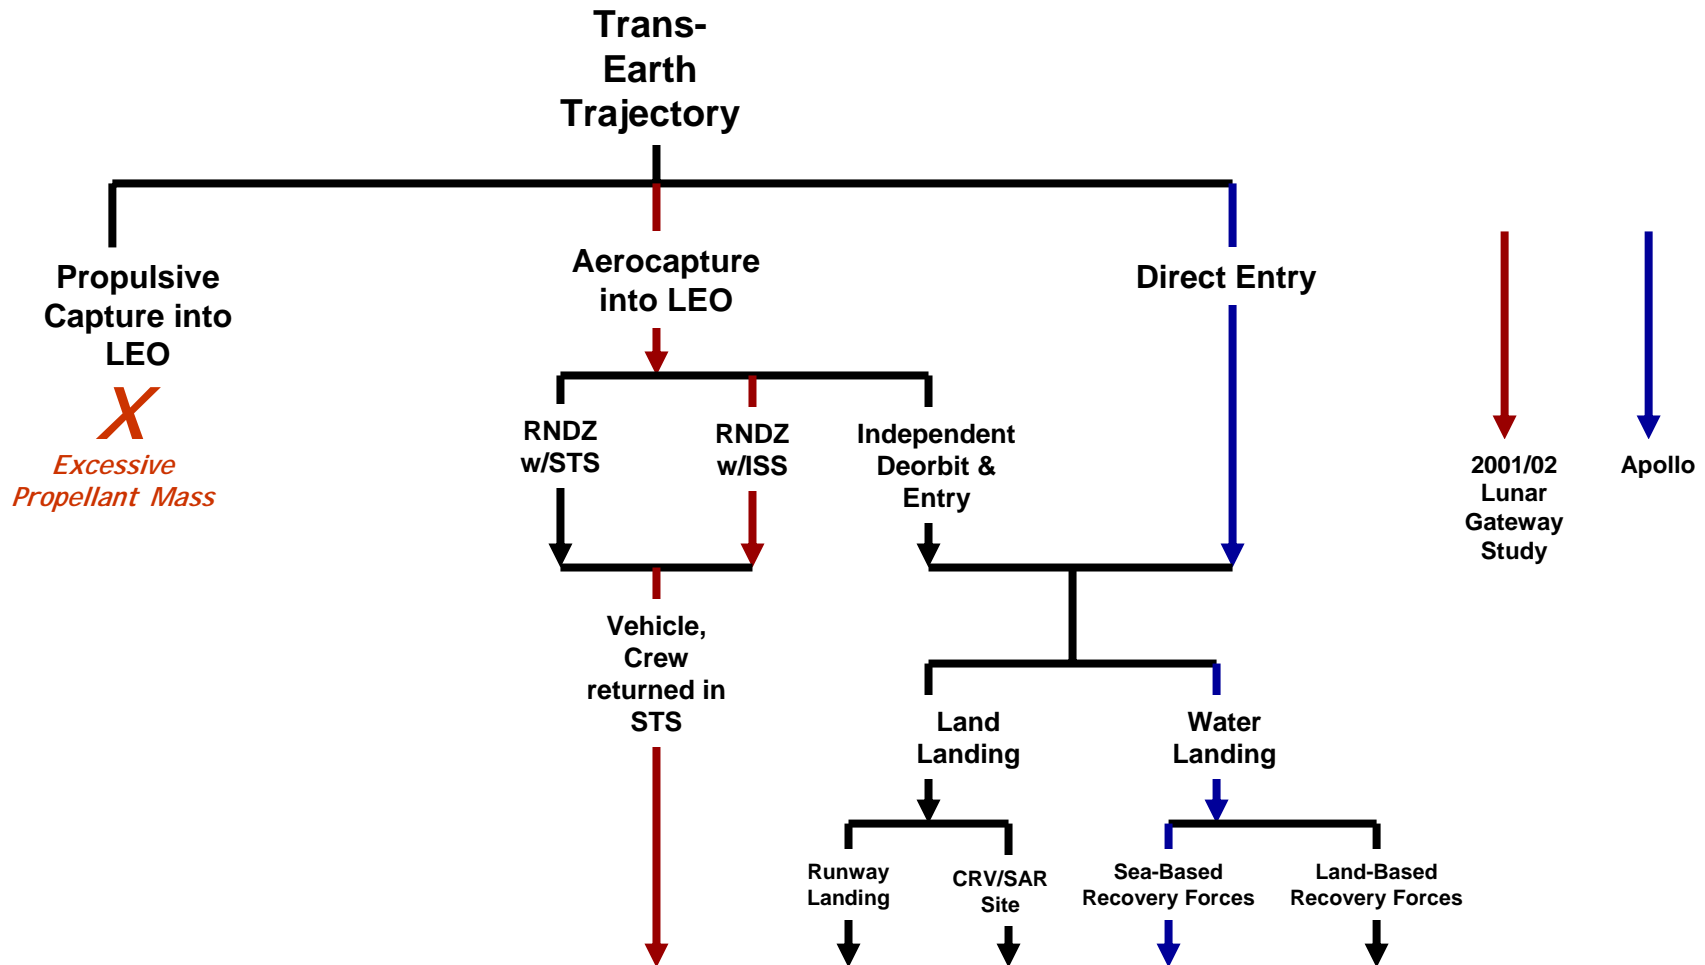 Trans-
Earth
Trajectory
Propulsive
Capture into
LEO
X
Excessive
Propellant Mass
Aerocapture
into LEO
Direct Entry
RNDZ
w/STS
RNDZ
w/ISS
Independent
Deorbit &
Entry
2001/02
Lunar
Gateway
Study
Apollo
Vehicle,
Crew
returned in
STS
Land
Landing
Water
Landing
Runway
Landing
CRV/SAR
Site
Sea-Based
Recovery Forces
Land-Based
Recovery Forces